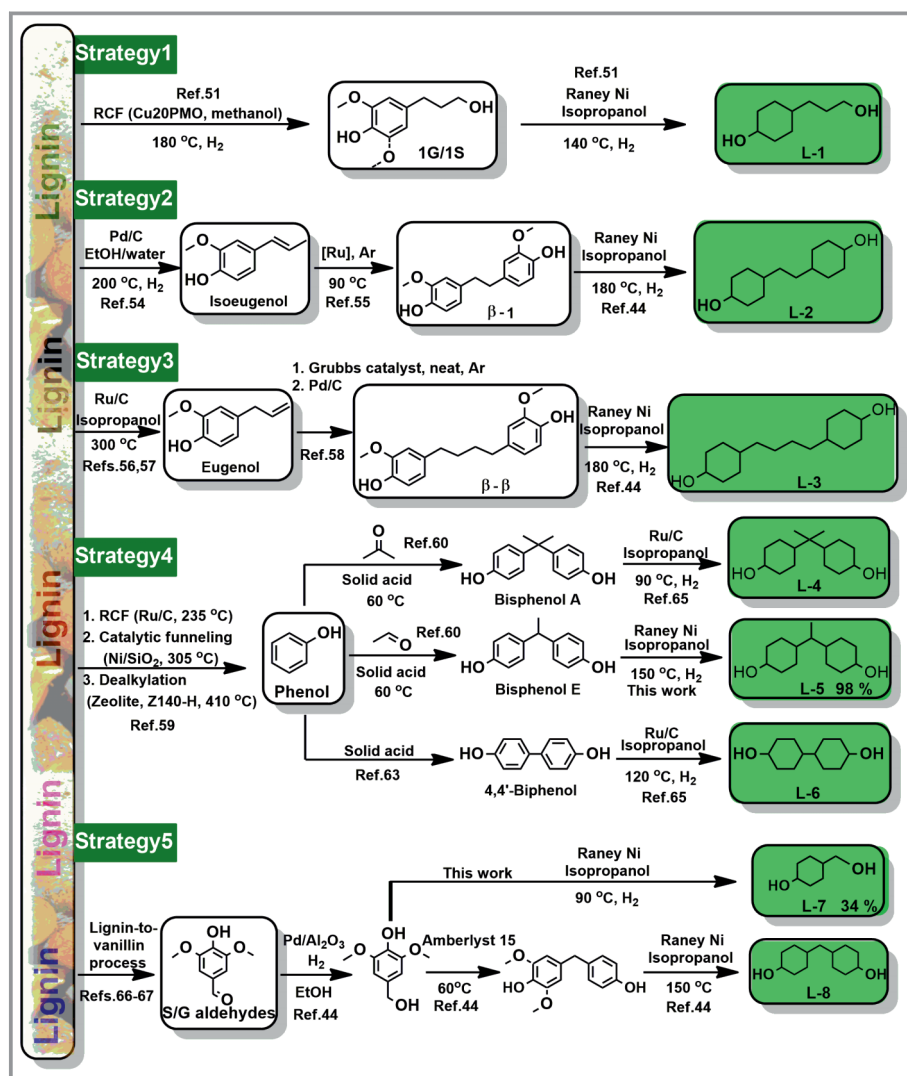 Strategy1
Ref.51
RCF (Cu20PMO, methanol)
180 °C, H₂
O
HO
O
OH
1G/1S
Ref.51
Raney Ni
Isopropanol
140 °C, H₂
HO
OH
L-1
Lignin
Strategy2
Pd/C
EtOH/water
200 °C, H₂
Ref.54
O
HO
Isoeugenol
[Ru], Ar
90 °C
Ref.55
O
HO
O
OH
β-1
Raney Ni
Isopropanol
180 °C, H₂
Ref.44
HO
OH
L-2
Lignin
Strategy3
Ru/C
Isopropanol
300 °C
Refs.56,57
O
HO
Eugenol
1. Grubbs catalyst, neat, Ar
2. Pd/C
Ref.58
O
HO
O
OH
β-β
Raney Ni
Isopropanol
180 °C, H₂
Ref.44
HO
OH
L-3
Lignin
Strategy4
1. RCF (Ru/C, 235 °C)
2. Catalytic funneling
(Ni/SiO₂, 305 °C)
3. Dealkylation
(Zeolite, Z140-H, 410 °C)
Ref.59
OH
Phenol
O
Ref.60
Solid acid
60 °C
HO
OH
Bisphenol A
Ru/C
Isopropanol
90 °C, H₂
Ref.65
HO
OH
L-4
O
Ref.60
Solid acid
60 °C
HO
OH
Bisphenol E
Raney Ni
Isopropanol
150 °C, H₂
This work
HO
OH
L-5 98 %
Solid acid
Ref.63
HO
OH
4,4'-Biphenol
Ru/C
Isopropanol
120 °C, H₂
Ref.65
HO
OH
L-6
Lignin
Strategy5
Lignin-to-
vanillin
process
Refs.66-67
OH
O
O
O
S/G aldehydes
Pd/Al₂O₃
H₂
EtOH
Ref.44
OH
O
O
OH
This work
Raney Ni
Isopropanol
90 °C, H₂
HO
OH
L-7 34 %
Amberlyst 15
60°C
Ref.44
O
HO
O
OH
Raney Ni
Isopropanol
150 °C
Ref.44
HO
OH
L-8
Lignin